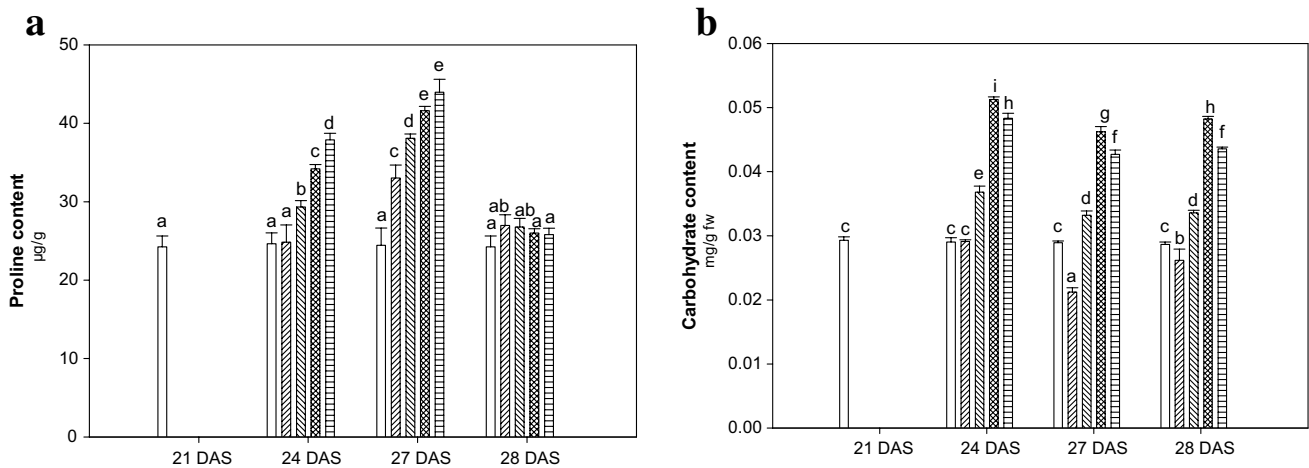 a
50
40
30
20
10
0
Proline content
µg/g
a
a a b c d
a c d e e
a ab ab a a
21 DAS 24 DAS 27 DAS 28 DAS
b
0.06
0.05
0.04
0.03
0.02
0.01
0.00
Carbohydrate content
mg/g fw
c
c c e i h
c a d g f
c b d h f
21 DAS 24 DAS 27 DAS 28 DAS